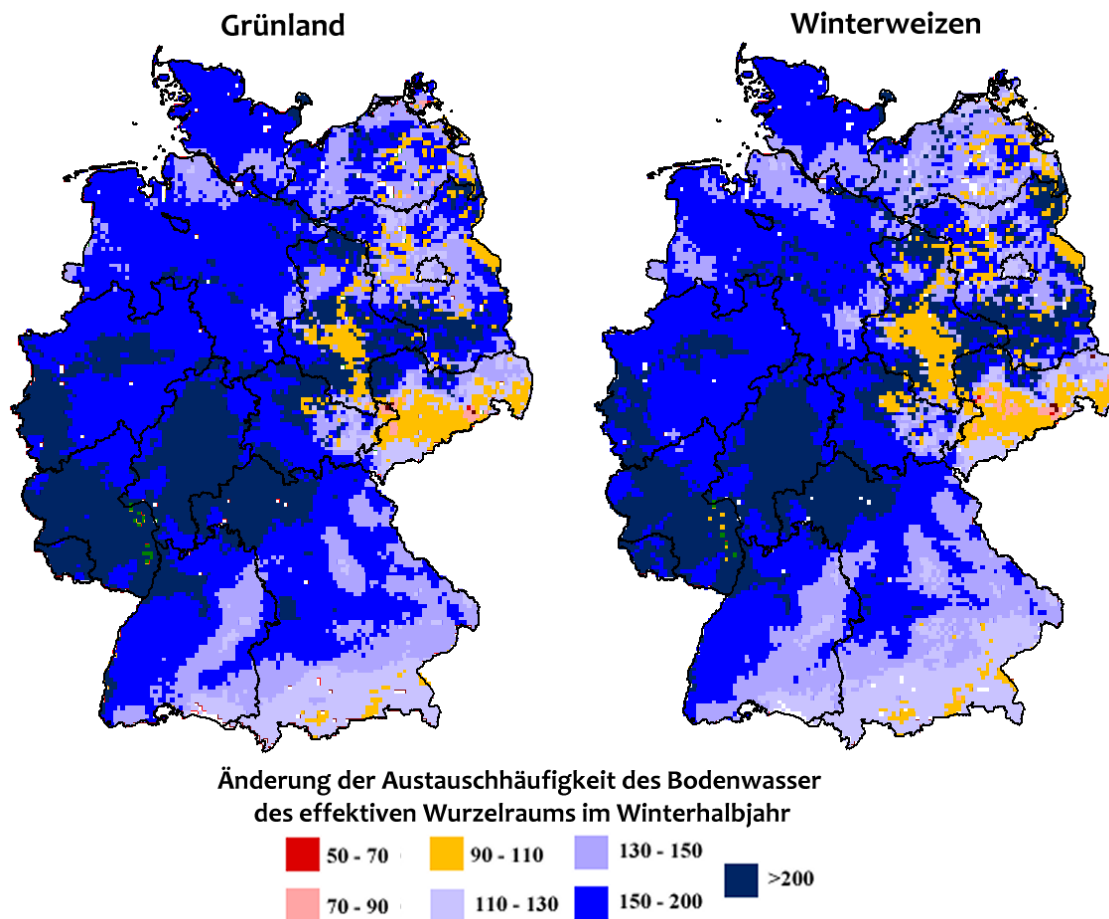 Grünland
Winterweizen
Änderung der Austauschhäufigkeit des Bodenwasser
des effektiven Wurzelraums im Winterhalbjahr
50 - 70
90 - 110
130 - 150
>200
70 - 90
110 - 130
150 - 200